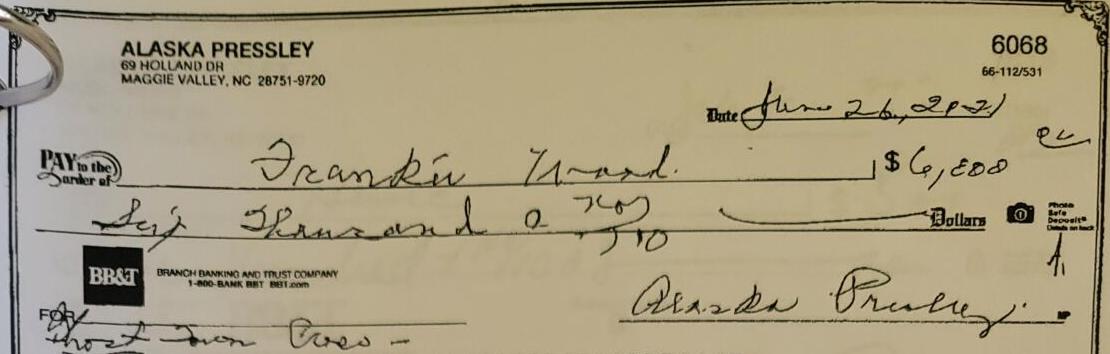 ALASKA PRESSLEY
69 HOLLAND DR
MAGGIE VALLEY, NC 28751-9720
6068
66-112/531
Date June 26, 2021
PAY to the order of Frankie Wood $ 6,000
Six Thousand Dollars
Photo Safe Deposit® Details on back
BB&T
BRANCH BANKING AND TRUST COMPANY
1-800-BANK BBT BBT.com
Alaska Pressley
MP
FOR
Ghost Town